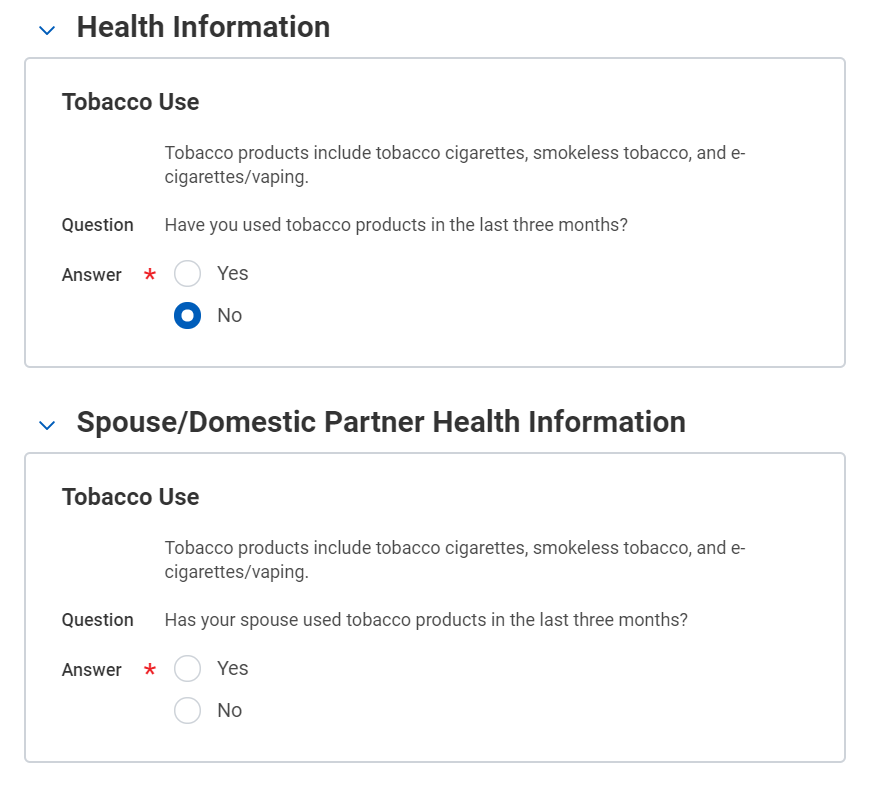 Health Information
Tobacco Use
Tobacco products include tobacco cigarettes, smokeless tobacco, and e-
cigarettes/vaping.
Question Have you used tobacco products in the last three months?
Answer * Yes
No
Spouse/Domestic Partner Health Information
Tobacco Use
Tobacco products include tobacco cigarettes, smokeless tobacco, and e-
cigarettes/vaping.
Question Has your spouse used tobacco products in the last three months?
Answer * Yes
No